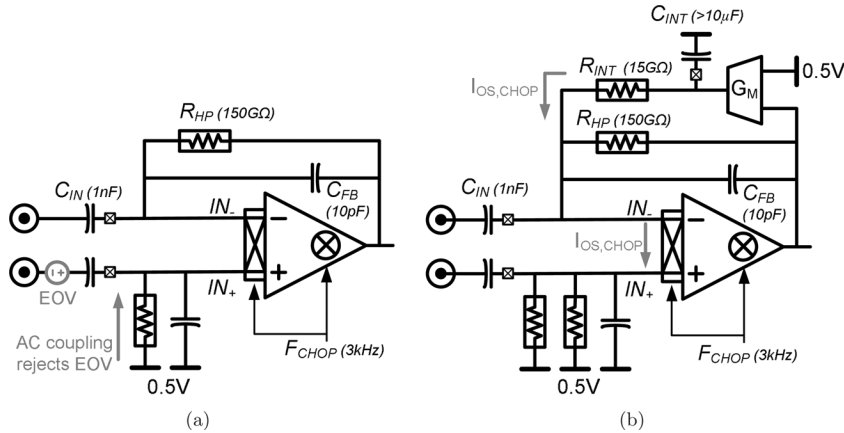 R_HP (150GΩ)
C_IN (1nF)
C_FB
(10pF)
IN_-
−
+
IN_+
- +
EOV
AC coupling
rejects EOV
0.5V
F_CHOP (3kHz)
(a)
C_INT (>10µF)
I_OS,CHOP
R_INT (15GΩ)
G_M
0.5V
R_HP (150GΩ)
C_IN (1nF)
C_FB
(10pF)
IN_-
I_OS,CHOP
−
+
IN_+
0.5V
F_CHOP (3kHz)
(b)